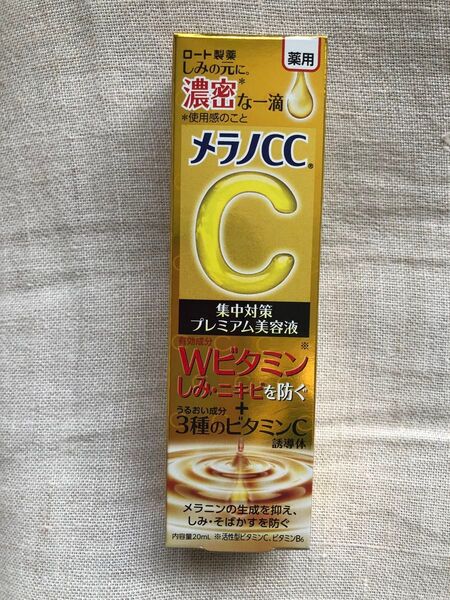 ロート製薬
薬用
しみの元に。
濃密*な一滴
*使用感のこと
メラノCC®
C
集中対策
プレミアム美容液
有効成分
Wビタミン※
しみ・ニキビを防ぐ
+
うるおい成分
3種のビタミンC
誘導体
メラニンの生成を抑え、
しみ・そばかすを防ぐ
内容量20mL ※活性型ビタミンC、ビタミンB6